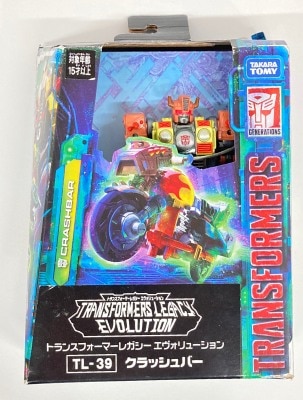 対象年齢
15才以上
TAKARA
TOMY
TRANSFORMERS
GENERATIONS
CRASHBAR
トランスフォーマーレガシー エヴォリューション
TRANSFORMERS LEGACY
EVOLUTION
トランスフォーマーレガシー エヴォリューション
TL-39 クラッシュバー
TRANSFORMERS